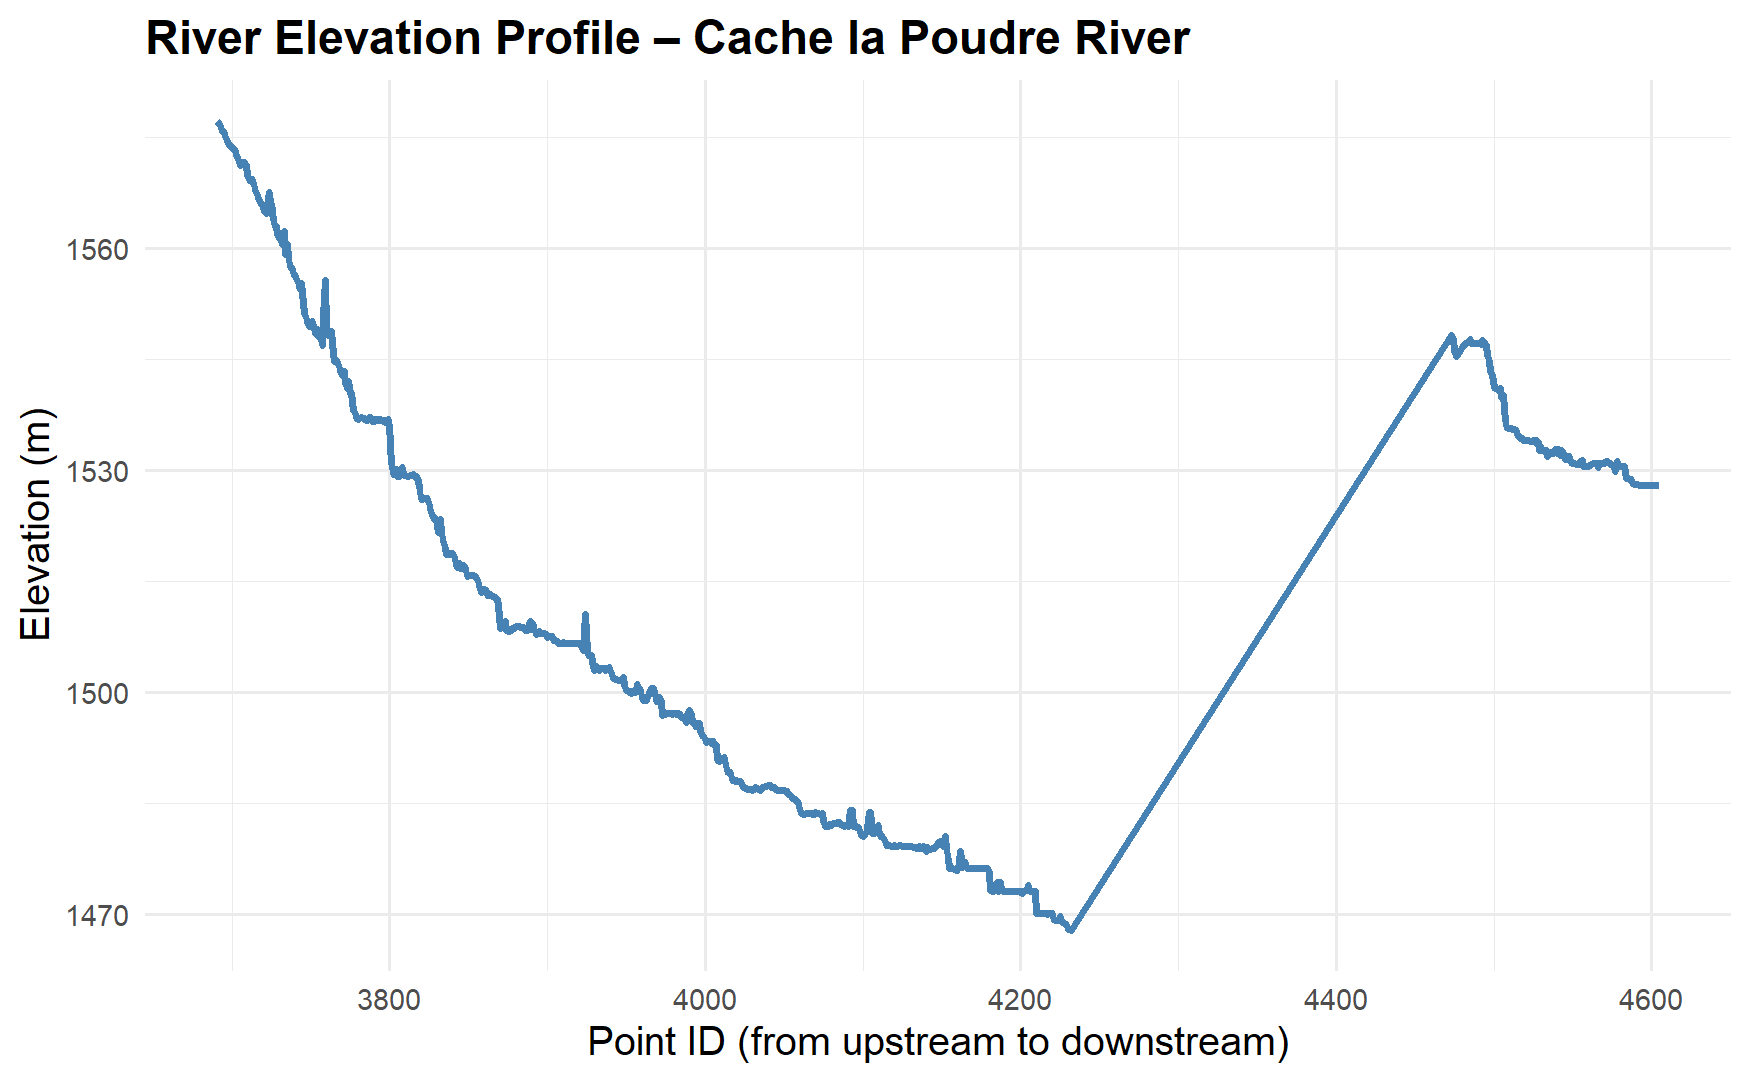 River Elevation Profile – Cache la Poudre River
Elevation (m)
1560
1530
1500
1470
3800 4000 4200 4400 4600
Point ID (from upstream to downstream)